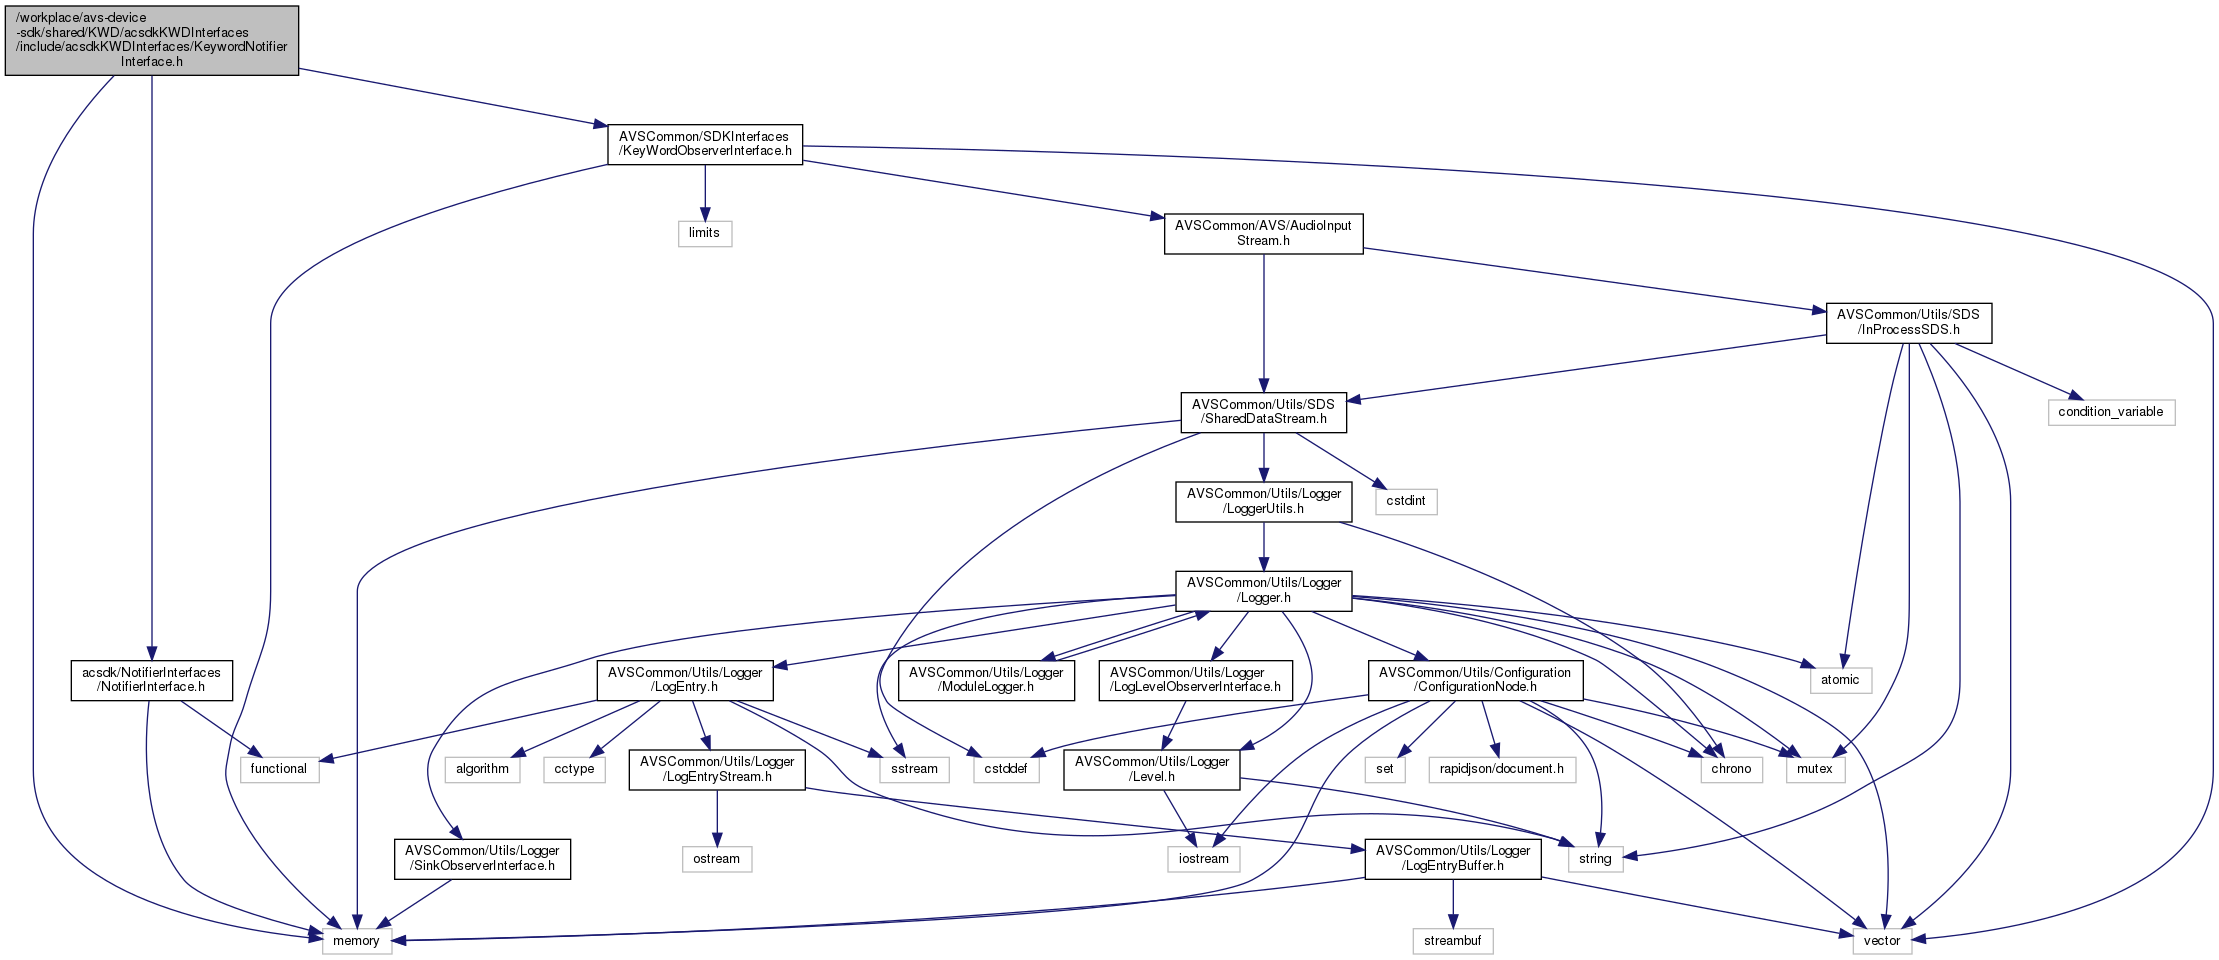 /workplace/avs-device
-sdk/shared/KWD/acsdkKWDInterfaces
/include/acsdkKWDInterfaces/KeywordNotifier
Interface.h
AVSCommon/SDKInterfaces
/KeyWordObserverInterface.h
limits
AVSCommon/AVS/AudioInput
Stream.h
AVSCommon/Utils/SDS
/InProcessSDS.h
AVSCommon/Utils/SDS
/SharedDataStream.h
condition_variable
AVSCommon/Utils/Logger
/LoggerUtils.h
cstdint
AVSCommon/Utils/Logger
/Logger.h
acsdk/NotifierInterfaces
/NotifierInterface.h
AVSCommon/Utils/Logger
/LogEntry.h
AVSCommon/Utils/Logger
/ModuleLogger.h
AVSCommon/Utils/Logger
/LogLevelObserverInterface.h
AVSCommon/Utils/Configuration
/ConfigurationNode.h
atomic
functional
algorithm
cctype
AVSCommon/Utils/Logger
/LogEntryStream.h
sstream
cstddef
AVSCommon/Utils/Logger
/Level.h
set
rapidjson/document.h
chrono
mutex
AVSCommon/Utils/Logger
/SinkObserverInterface.h
ostream
iostream
AVSCommon/Utils/Logger
/LogEntryBuffer.h
string
memory
streambuf
vector